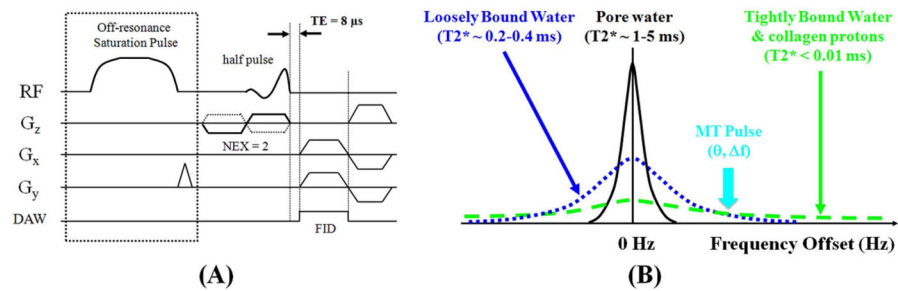 Off-resonance
Saturation Pulse
TE = 8 µs
half pulse
RF
Gz
NEX = 2
Gx
Gy
DAW
FID
(A)
Loosely Bound Water
(T2* ~ 0.2-0.4 ms)
Pore water
(T2* ~ 1-5 ms)
Tightly Bound Water
& collagen protons
(T2* < 0.01 ms)
MT Pulse
(θ, Δf)
0 Hz
Frequency Offset (Hz)
(B)